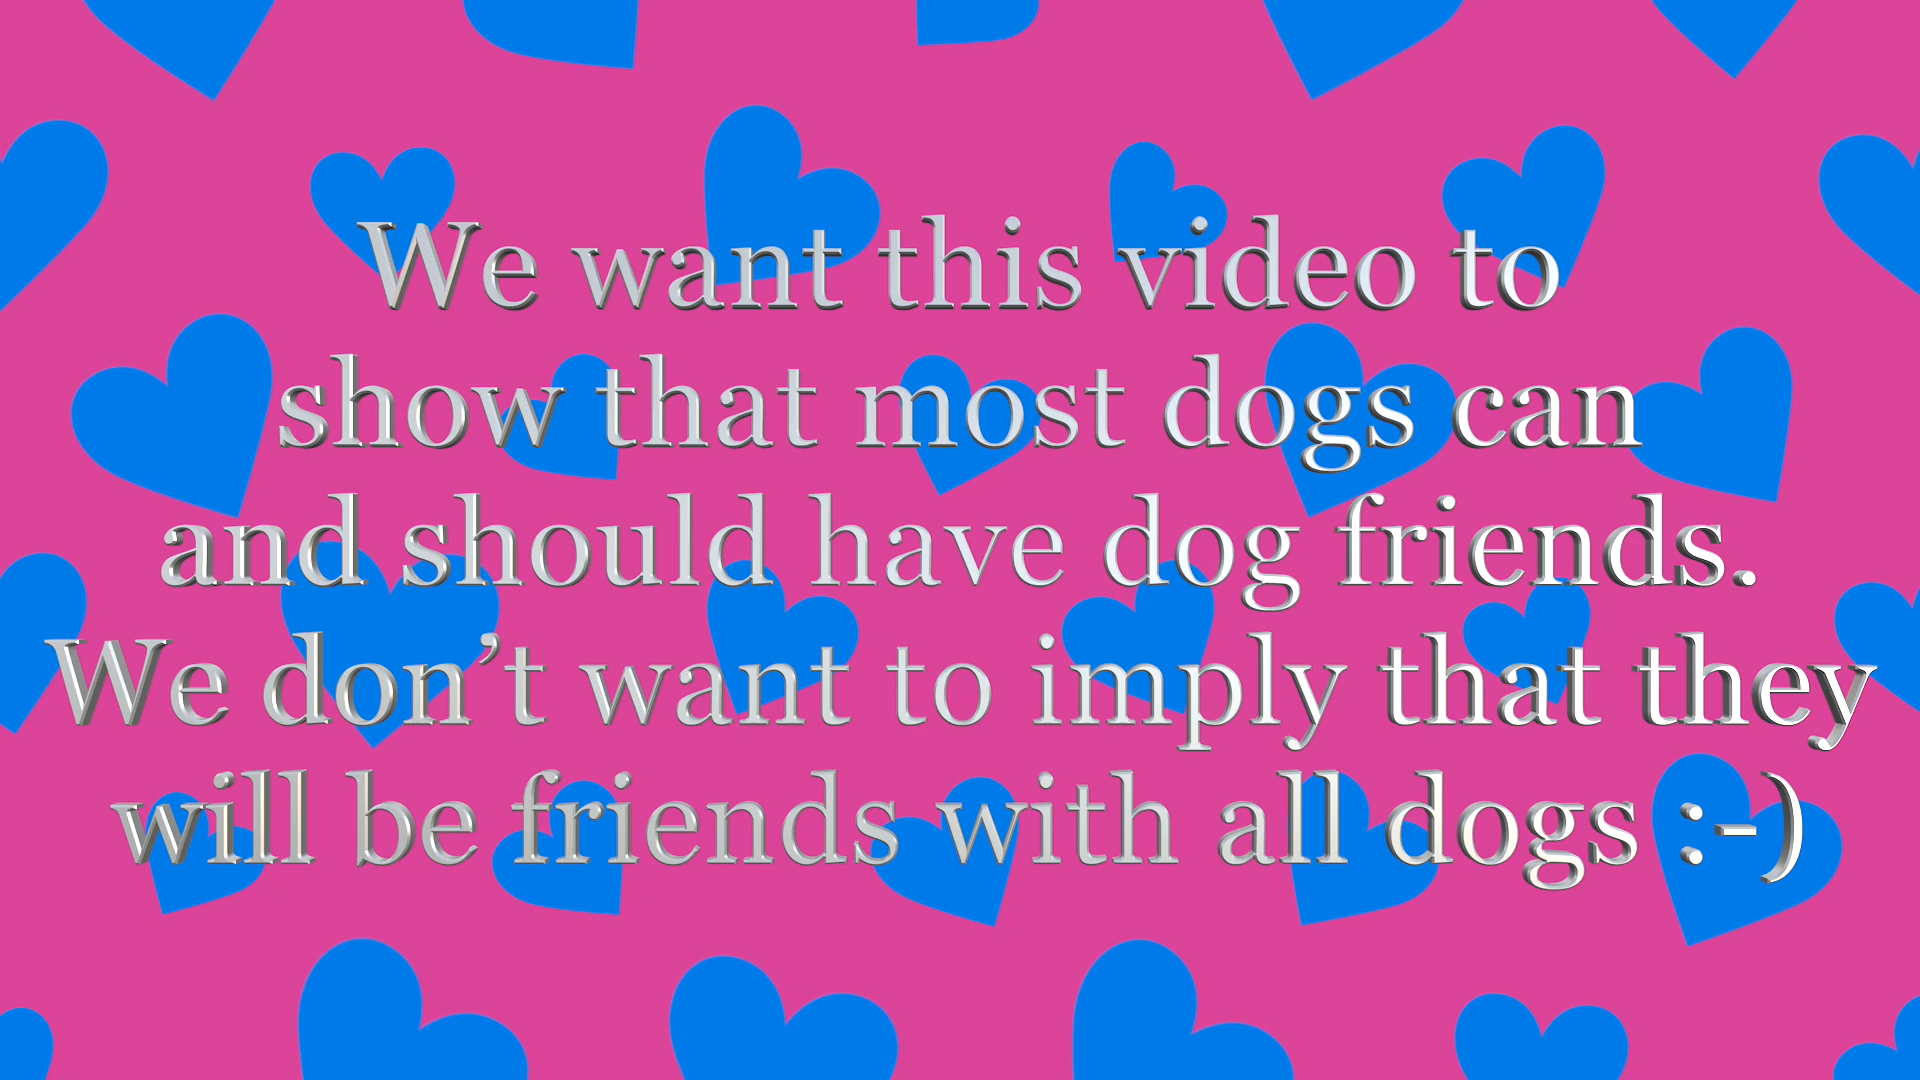 We want this video to
show that most dogs can
and should have dog friends.
We don’t want to imply that they
will be friends with all dogs :-)